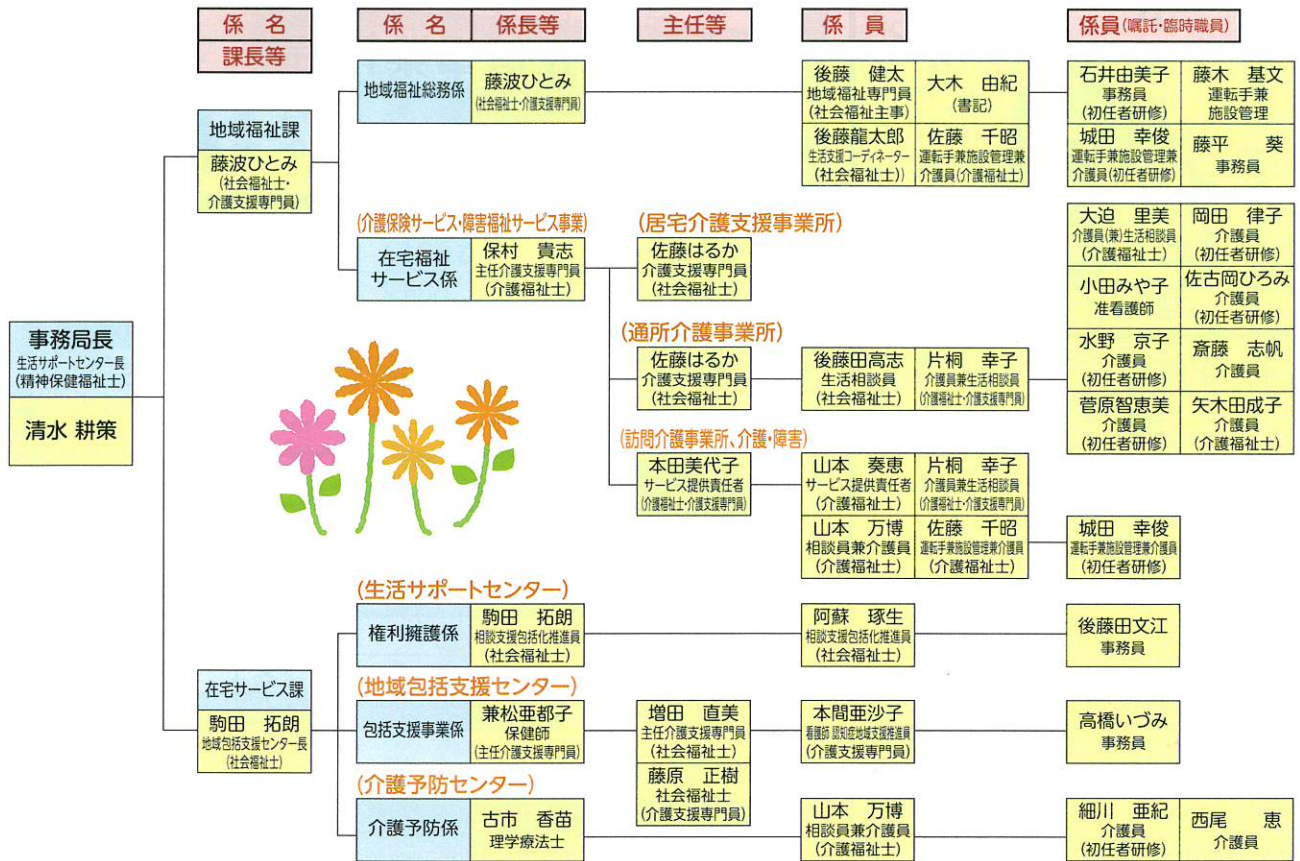 係 名
課長等
係 名
係長等
主任等
係 員
係員(嘱託・臨時職員)
事務局長
生活サポートセンター長
(精神保健福祉士)
清水 耕策
地域福祉課
藤波ひとみ
(社会福祉士・
介護支援専門員)
地域福祉総務係
藤波ひとみ
(社会福祉士・介護支援専門員)
後藤 健太
地域福祉専門員
(社会福祉主事)
大木 由紀
(書記)
後藤龍太郎
生活支援コーディネーター
(社会福祉士))
佐藤 千昭
運転手兼施設管理兼
介護員(介護福祉士)
石井由美子
事務員
(初任者研修)
藤木 基文
運転手兼
施設管理
城田 幸俊
運転手兼施設管理兼
介護員(初任者研修)
藤平 葵
事務員
(介護保険サービス・障害福祉サービス事業)
在宅福祉
サービス係
保村 貴志
主任介護支援専門員
(介護福祉士)
(居宅介護支援事業所)
佐藤はるか
介護支援専門員
(社会福祉士)
(通所介護事業所)
佐藤はるか
介護支援専門員
(社会福祉士)
後藤田高志
生活相談員
(社会福祉士)
片桐 幸子
介護員兼生活相談員
(介護福祉士・介護支援専門員)
大迫 里美
介護員(兼)生活相談員
(介護福祉士)
岡田 律子
介護員
(初任者研修)
小田みや子
准看護師
佐古岡ひろみ
介護員
(初任者研修)
水野 京子
介護員
(初任者研修)
斎藤 志帆
介護員
菅原智恵美
介護員
(初任者研修)
矢木田成子
介護員
(介護福祉士)
(訪問介護事業所、介護・障害)
本田美代子
サービス提供責任者
(介護福祉士・介護支援専門員)
山本 奏恵
サービス提供責任者
(介護福祉士)
片桐 幸子
介護員兼生活相談員
(介護福祉士・介護支援専門員)
山本 万博
相談員兼介護員
(介護福祉士)
佐藤 千昭
運転手兼施設管理兼介護員
(介護福祉士)
城田 幸俊
運転手兼施設管理兼介護員
(初任者研修)
在宅サービス課
駒田 拓朗
地域包括支援センター長
(社会福祉士)
(生活サポートセンター)
権利擁護係
駒田 拓朗
相談支援包括化推進員
(社会福祉士)
阿蘇 琢生
相談支援包括化推進員
(社会福祉士)
後藤田文江
事務員
(地域包括支援センター)
包括支援事業係
兼松亜都子
保健師
(主任介護支援専門員)
増田 直美
主任介護支援専門員
(社会福祉士)
藤原 正樹
社会福祉士
(介護支援専門員)
本間亜沙子
看護師 認知症地域支援推進員
(介護支援専門員)
高橋いづみ
事務員
(介護予防センター)
介護予防係
古市 香苗
理学療法士
山本 万博
相談員兼介護員
(介護福祉士)
細川 亜紀
介護員
(初任者研修)
西尾 恵
介護員